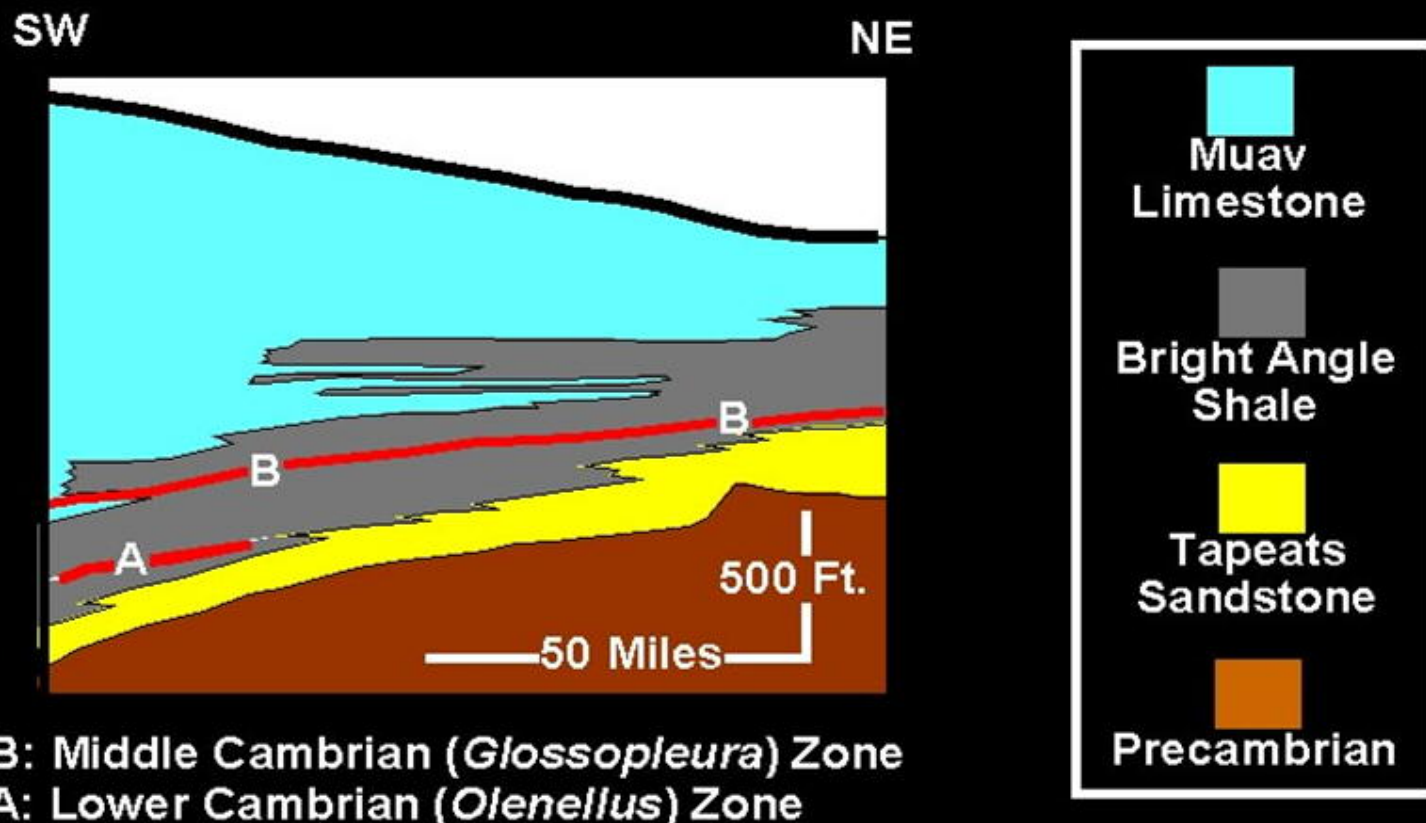 SW
NE
B
B
A
500 Ft.
50 Miles
B: Middle Cambrian (Glossopleura) Zone
A: Lower Cambrian (Olenellus) Zone
Muav
Limestone
Bright Angle
Shale
Tapeats
Sandstone
Precambrian